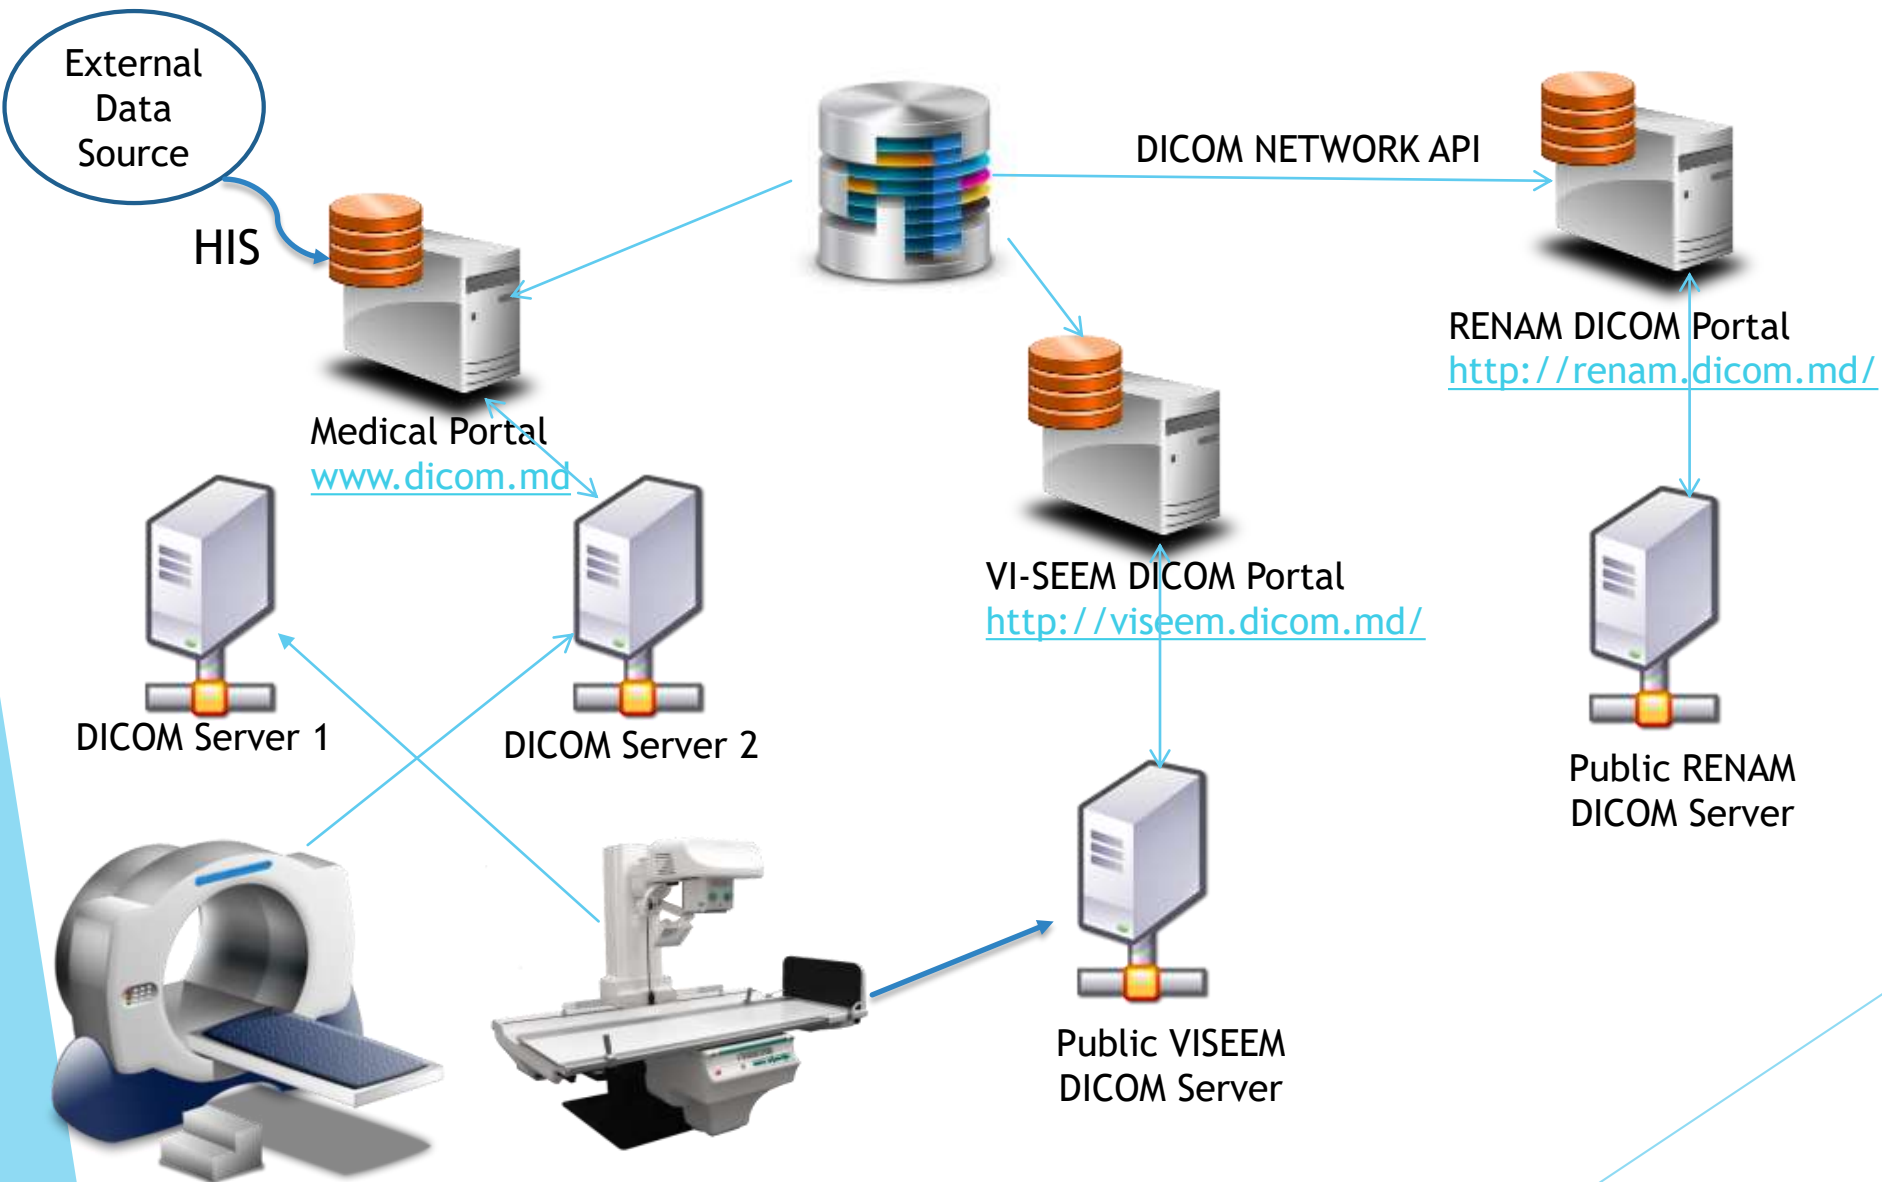 External
Data
Source
HIS
DICOM NETWORK API
RENAM DICOM Portal
http://renam.dicom.md/
Medical Portal
www.dicom.md
VI-SEEM DICOM Portal
http://viseem.dicom.md/
DICOM Server 1
DICOM Server 2
Public RENAM
DICOM Server
Public VISEEM
DICOM Server